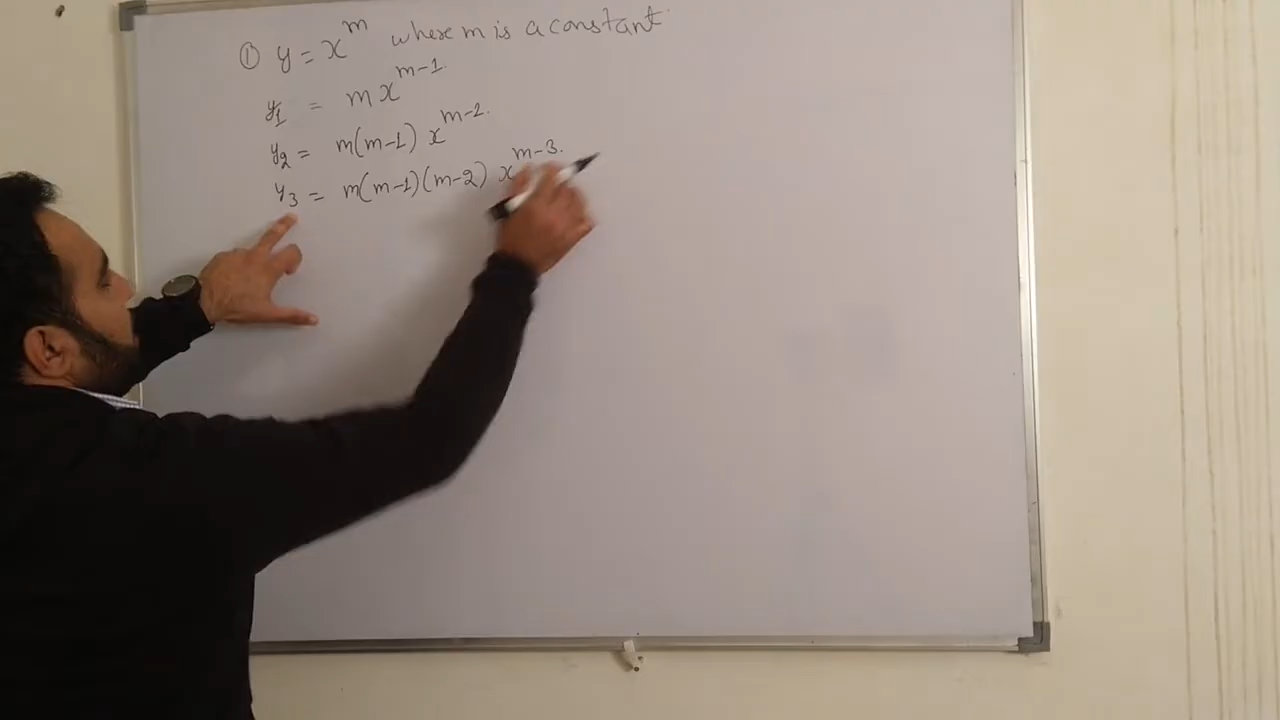 ① y = x^m where m is a constant.
y₁ = m x^{m-1}.
y₂ = m(m-1) x^{m-2}.
y₃ = m(m-1)(m-2) x^{m-3}.